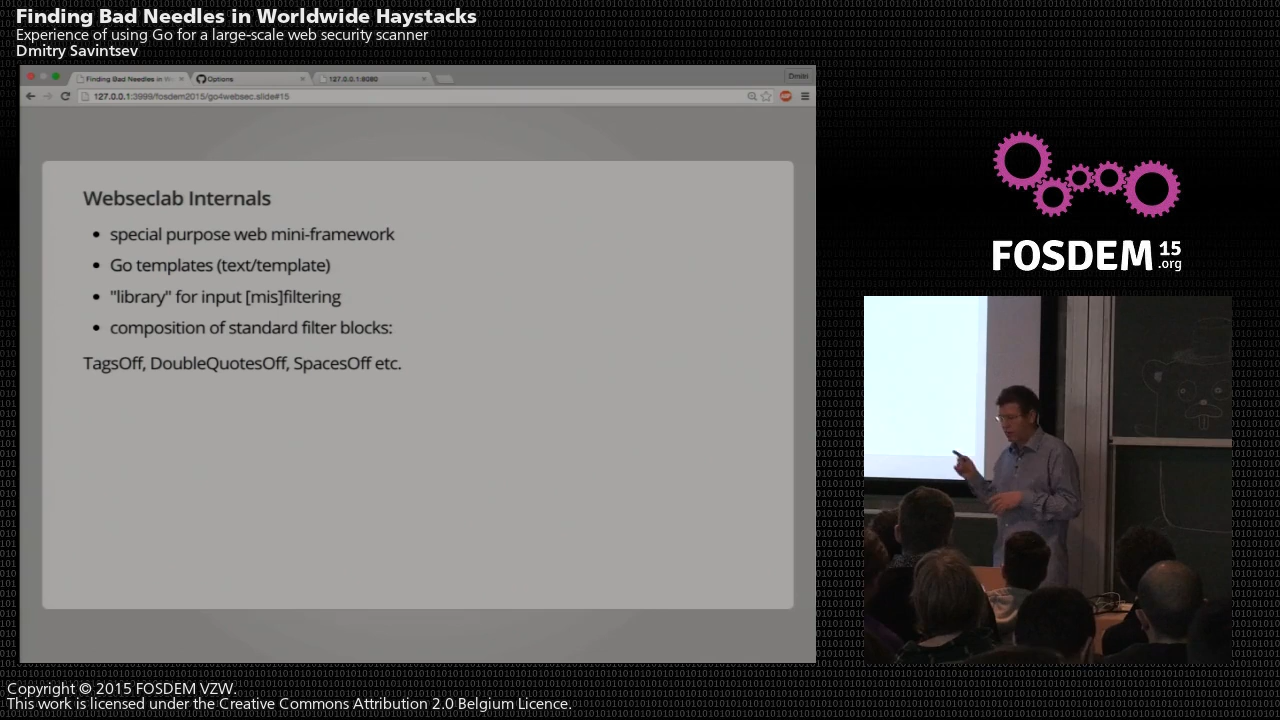 Finding Bad Needles in Worldwide Haystacks
Experience of using Go for a large-scale web security scanner
Dmitry Savintsev
Finding Bad Needles in Wo
Options
127.0.0.1:8080
Dmitri
127.0.0.1:3999/fosdem2015/go4websec.slide#15
ABP
Webseclab Internals
• special purpose web mini-framework
• Go templates (text/template)
• "library" for input [mis]filtering
• composition of standard filter blocks:
TagsOff, DoubleQuotesOff, SpacesOff etc.
FOSDEM 15
.org
Copyright © 2015 FOSDEM VZW.
This work is licensed under the Creative Commons Attribution 2.0 Belgium Licence.